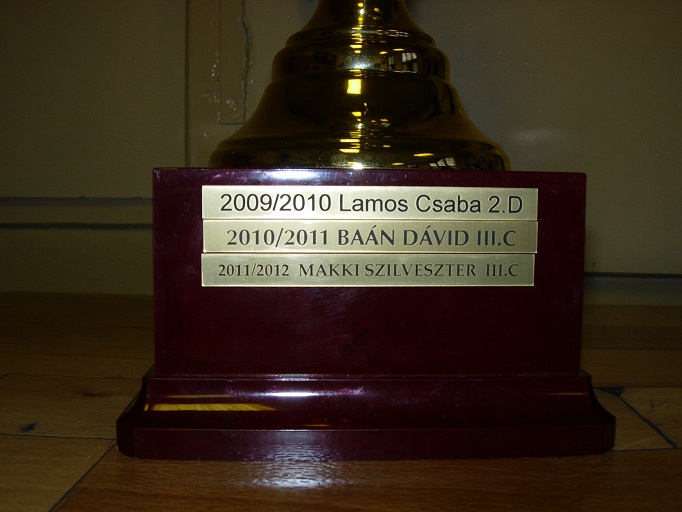 2009/2010 Lamos Csaba 2.D
2010/2011 BAÁN DÁVID III.C
2011/2012 MAKKI SZILVESZTER III.C